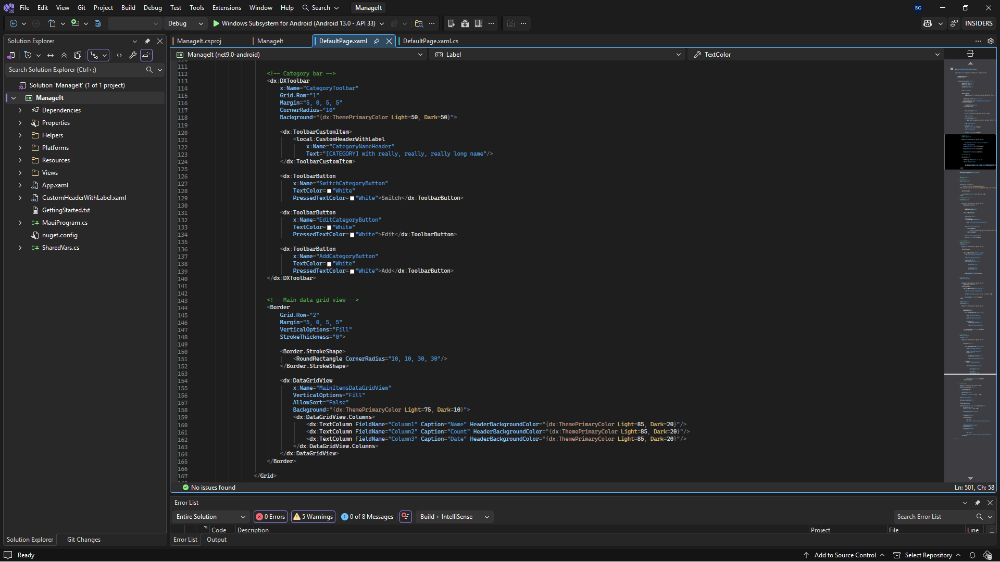 File Edit View Git Project Build Debug Test Tools Extensions Window Help Search ManageIt BG
Debug Windows Subsystem for Android (Android 13.0 - API 33) INSIDERS
Solution Explorer
Search Solution Explorer (Ctrl+;)
Solution 'ManageIt' (1 of 1 project)
ManageIt
Dependencies
Properties
Helpers
Platforms
Resources
Views
App.xaml
CustomHeaderWithLabel.xaml
GettingStarted.txt
C# MauiProgram.cs
nuget.config
C# SharedVars.cs
Solution Explorer Git Changes
ManageIt.csproj ManageIt DefaultPage.xaml DefaultPage.xaml.cs
ManageIt (net9.0-android) Label TextColor
111
112 <!-- Category bar -->
113 <dx:DXToolbar
114 x:Name="CategoryToolbar"
115 Grid.Row="1"
116 Margin="5, 0, 5, 5"
117 CornerRadius="10"
118 Background="{dx:ThemePrimaryColor Light=50, Dark=50}">
119
120 <dx:ToolbarCustomItem>
121 <local:CustomHeaderWithLabel
122 x:Name="CategoryNameHeader"
123 Text="[CATEGORY] with really, really, really long name"/>
124 </dx:ToolbarCustomItem>
125
126 <dx:ToolbarButton
127 x:Name="SwitchCategoryButton"
128 TextColor="White"
129 PressedTextColor="White">Switch</dx:ToolbarButton>
130
131 <dx:ToolbarButton
132 x:Name="EditCategoryButton"
133 TextColor="White"
134 PressedTextColor="White">Edit</dx:ToolbarButton>
135
136 <dx:ToolbarButton
137 x:Name="AddCategoryButton"
138 TextColor="White"
139 PressedTextColor="White">Add</dx:ToolbarButton>
140 </dx:DXToolbar>
141
142
143 <!-- Main data grid view -->
144 <Border
145 Grid.Row="2"
146 Margin="5, 0, 5, 5"
147 VerticalOptions="Fill"
148 StrokeThickness="0">
149
150 <Border.StrokeShape>
151 <RoundRectangle CornerRadius="10, 10, 30, 30"/>
152 </Border.StrokeShape>
153
154 <dx:DataGridView
155 x:Name="MainItemsDataGridView"
156 VerticalOptions="Fill"
157 AllowSort="False"
158 Background="{dx:ThemePrimaryColor Light=75, Dark=10}">
159 <dx:DataGridView.Columns>
160 <dx:TextColumn FieldName="Column1" Caption="Name" HeaderBackgroundColor="{dx:ThemePrimaryColor Light=85, Dark=20}"/>
161 <dx:TextColumn FieldName="Column2" Caption="Count" HeaderBackgroundColor="{dx:ThemePrimaryColor Light=85, Dark=20}"/>
162 <dx:TextColumn FieldName="Column3" Caption="Date" HeaderBackgroundColor="{dx:ThemePrimaryColor Light=85, Dark=20}"/>
163 </dx:DataGridView.Columns>
164 </dx:DataGridView>
165 </Border>
166
167 </Grid>
No issues found Ln: 501, Ch: 58
Error List
Entire Solution 0 Errors 5 Warnings 0 of 8 Messages Build + IntelliSense Search Error List
Code Description Project File Line
Error List Output
Ready Add to Source Control Select Repository